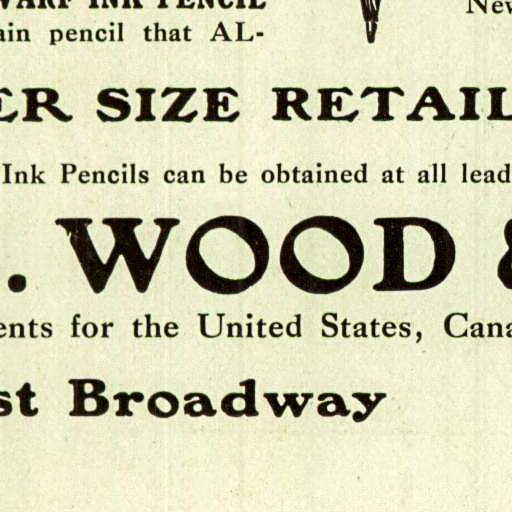 WARF INK PENCIL
New
ain pencil that AL-
ER SIZE RETAIL
Ink Pencils can be obtained at all lead
. WOOD &
ents for the United States, Cana
st Broadway